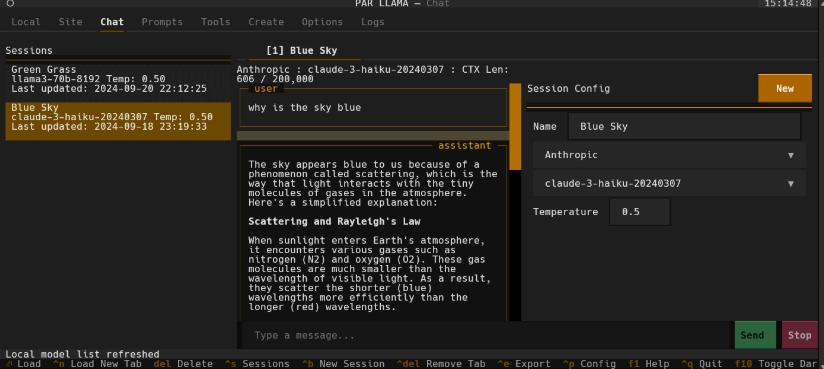 PAR LLAMA — Chat
15:14:48
Local Site Chat Prompts Tools Create Options Logs
Sessions
Green Grass
llama3-70b-8192 Temp: 0.50
Last updated: 2024-09-20 22:12:25
Blue Sky
claude-3-haiku-20240307 Temp: 0.50
Last updated: 2024-09-18 23:19:33
[1] Blue Sky
Anthropic : claude-3-haiku-20240307 : CTX Len:
606 / 200,000
user
why is the sky blue
assistant
The sky appears blue to us because of a
phenomenon called scattering, which is the
way that light interacts with the tiny
molecules of gases in the atmosphere.
Here's a simplified explanation:
Scattering and Rayleigh's Law
When sunlight enters Earth's atmosphere,
it encounters various gases such as
nitrogen (N2) and oxygen (O2). These gas
molecules are much smaller than the
wavelength of visible light. As a result,
they scatter the shorter (blue)
wavelengths more efficiently than the
longer (red) wavelengths.
Session Config
New
Name Blue Sky
Anthropic ▼
claude-3-haiku-20240307 ▼
Temperature 0.5
Type a message...
Send
Stop
Local model list refreshed
⏎ Load ^n Load New Tab del Delete ^s Sessions ^b New Session ^del Remove Tab ^e Export ^p Config f1 Help ^q Quit f10 Toggle Dar